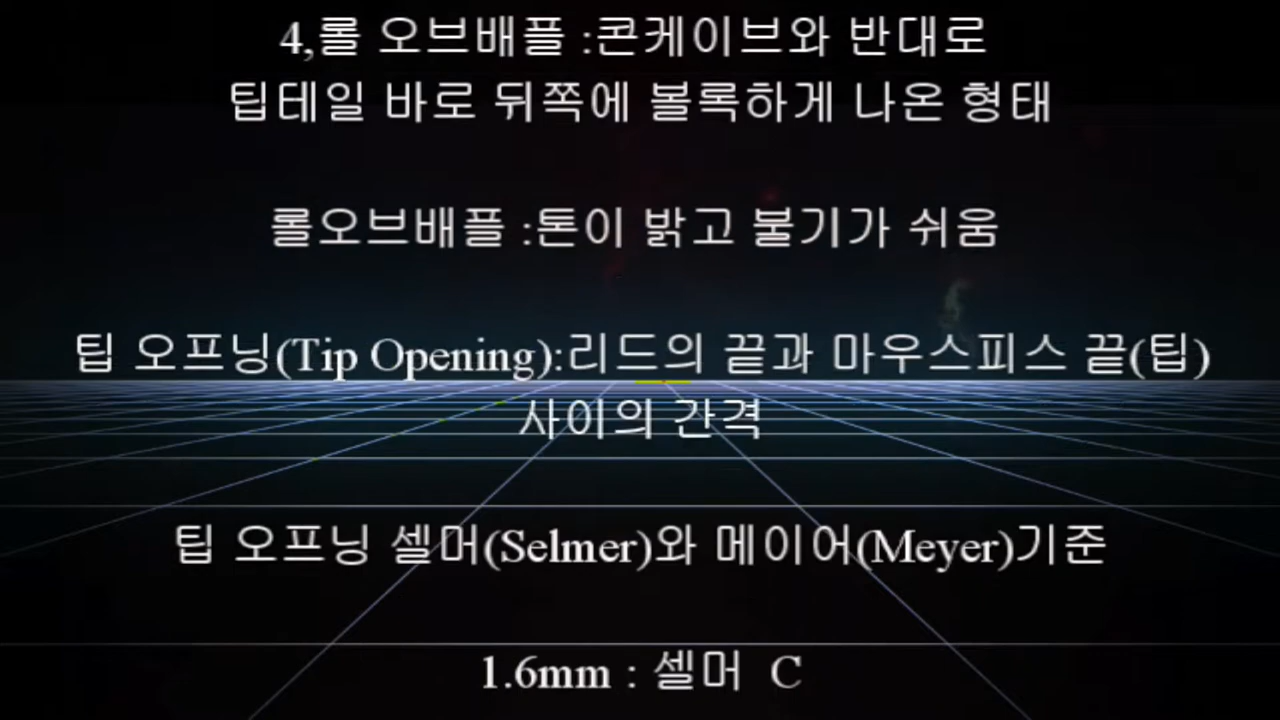 4,롤 오브배플 :콘케이브와 반대로
팁테일 바로 뒤쪽에 볼록하게 나온 형태
롤오브배플 :톤이 밝고 불기가 쉬움
팁 오프닝(Tip Opening):리드의 끝과 마우스피스 끝(팁)
사이의 간격
팁 오프닝 셀머(Selmer)와 메이어(Meyer)기준
1.6mm : 셀머  C